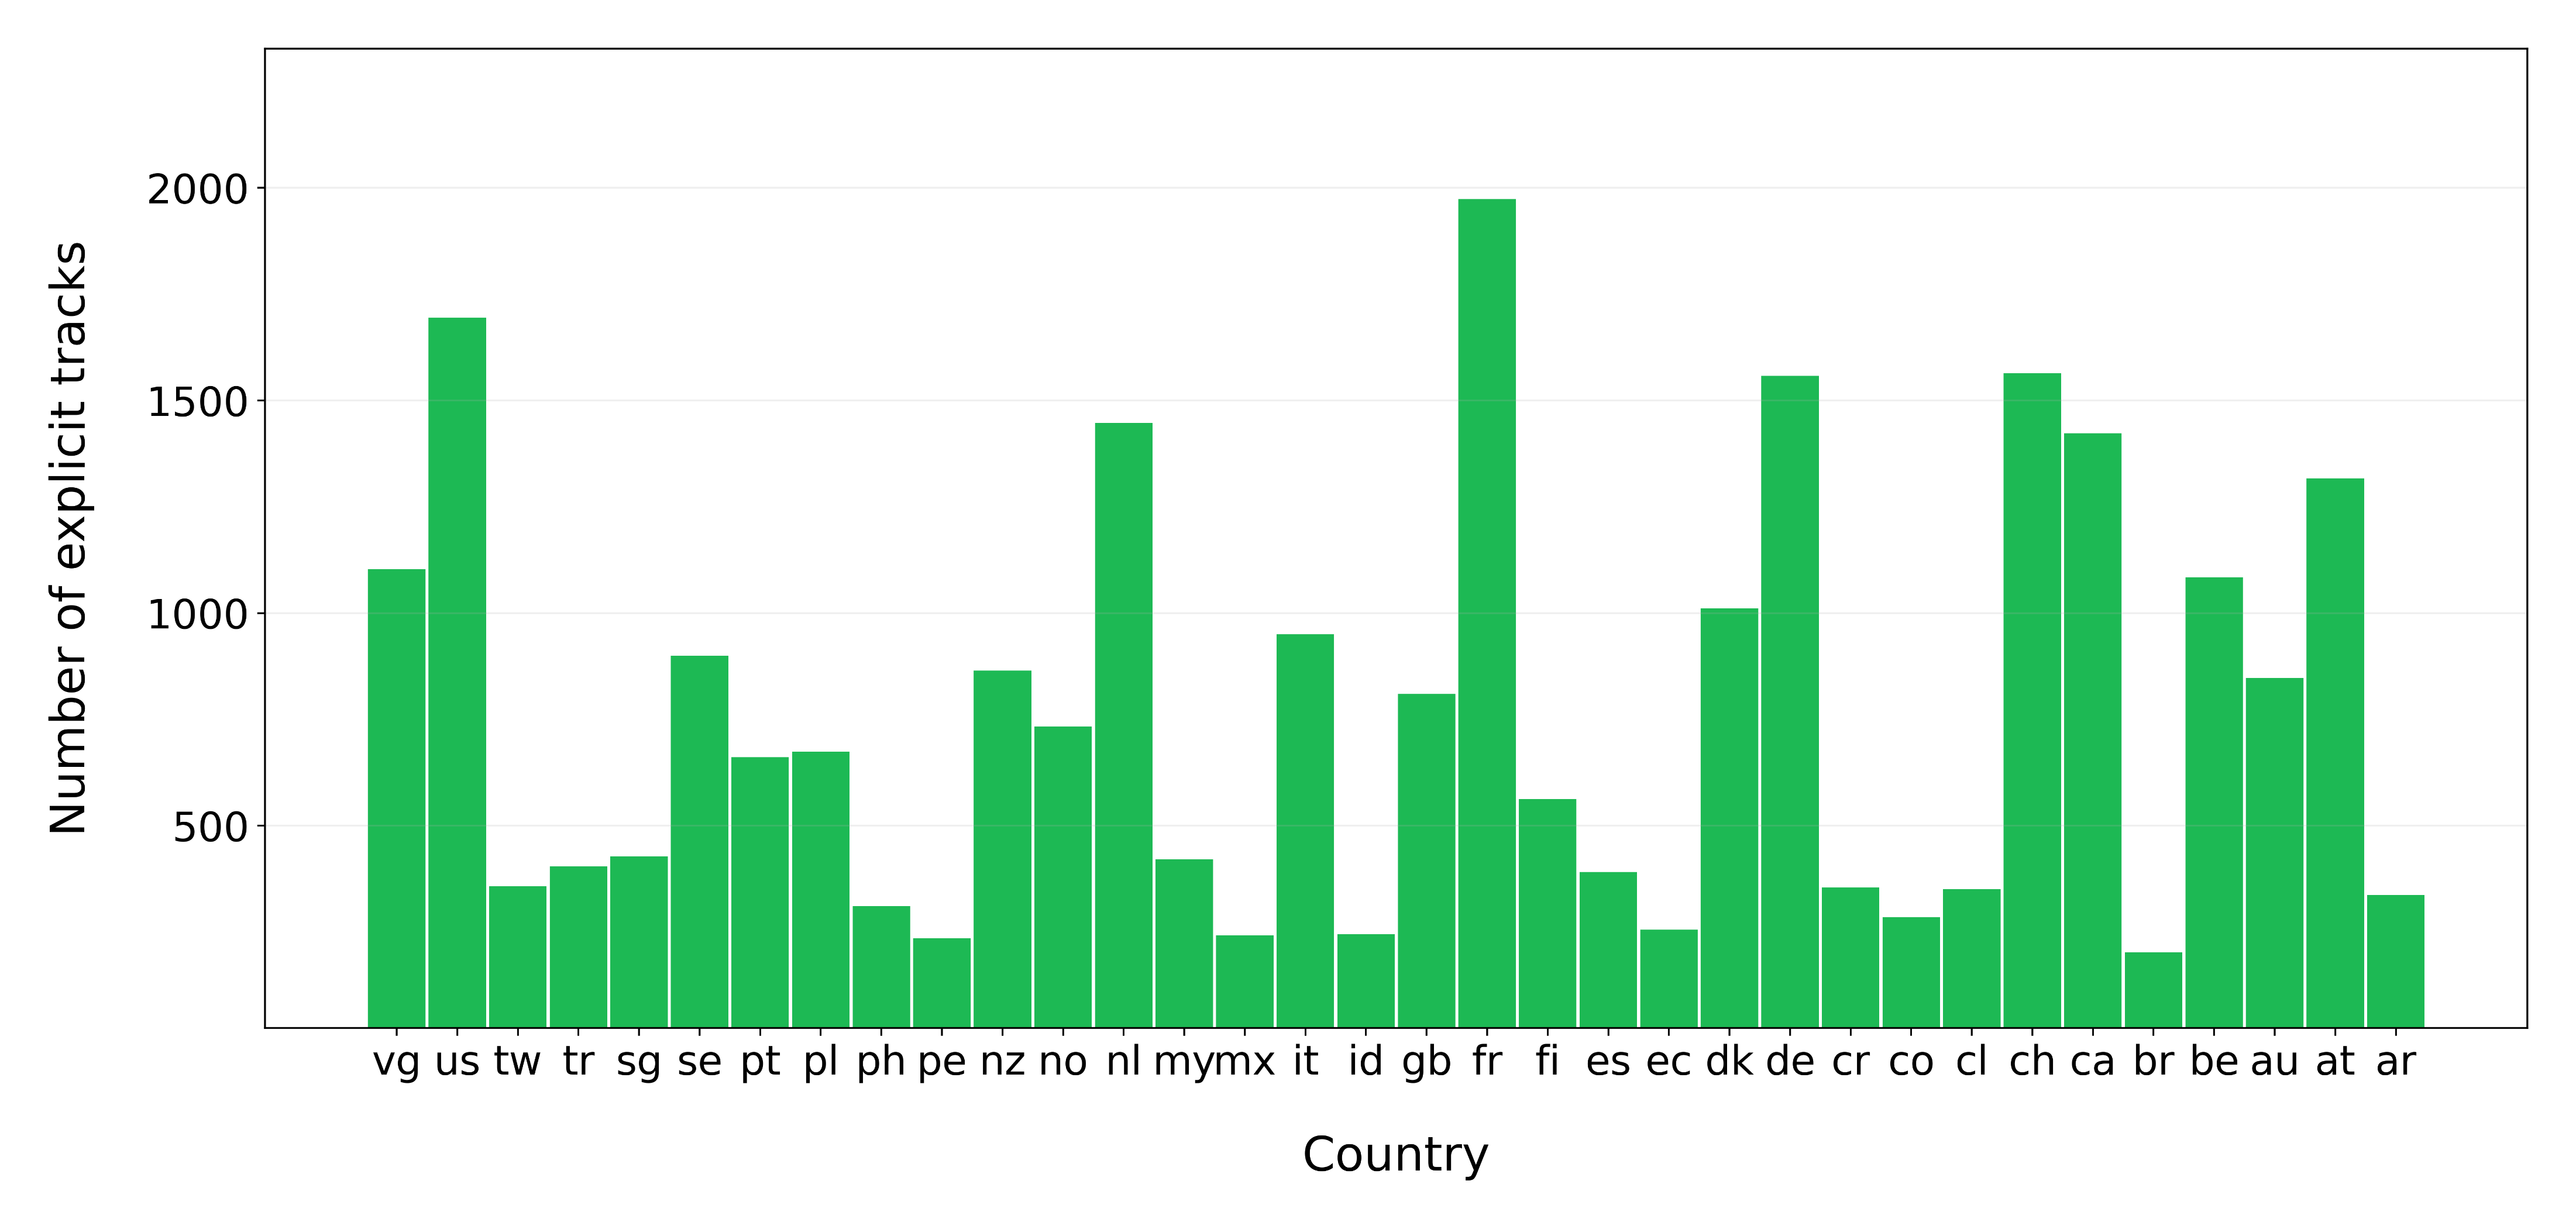 Number of explicit tracks
2000
1500
1000
500
vg us tw tr sg se pt pl ph pe nz no nl my mx it id gb fr fi es ec dk de cr co cl ch ca br be au at ar
Country